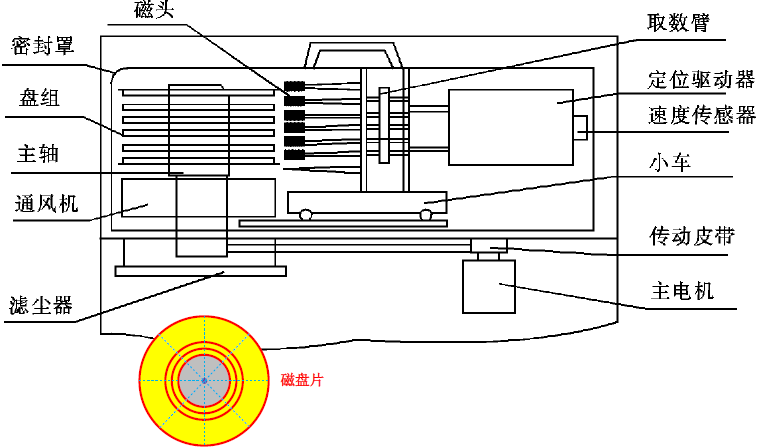 磁头
取数臂
密封罩
定位驱动器
盘组
速度传感器
主轴
小车
通风机
传动皮带
主电机
滤尘器
磁盘片